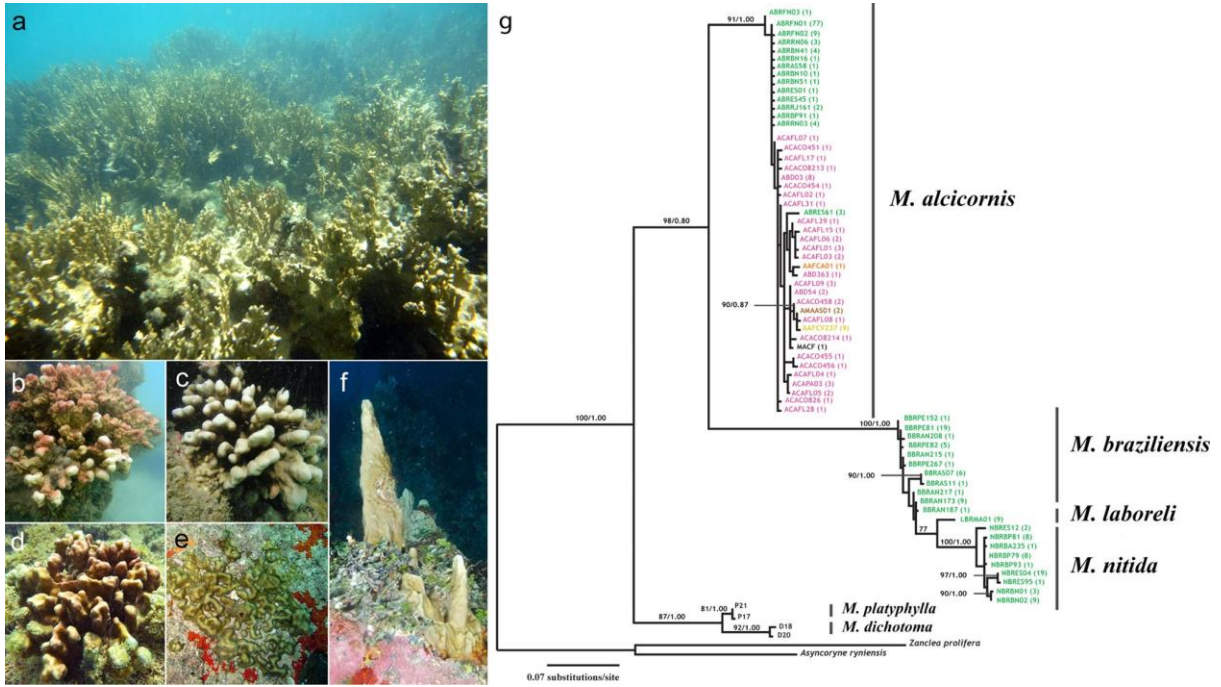 a
b
c
d
e
f
g
ABRFN03 (1)
ABRFN01 (77)
91/1.00
ABRFN02 (9)
ABRRN06 (3)
ABRBN41 (4)
ABRBN16 (1)
ABRAS58 (1)
ABRBN10 (1)
ABRBN51 (1)
ABRES01 (1)
ABRES45 (1)
ABRRJ161 (2)
ABRBP91 (1)
ABRRN03 (4)
ACAFL07 (1)
ACACO451 (1)
ACAFL17 (1)
ACACO8213 (1)
ABD03 (8)
ACACO454 (1)
ACAFL02 (1)
ACAFL31 (1)
M. alcicornis
ABRES61 (3)
ACAFL29 (1)
ACAFL15 (1)
ACAFL06 (2)
98/0.80
ACAFL01 (3)
ACAFL03 (2)
AAFCA01 (1)
ABD363 (1)
ACAFL09 (3)
ABD54 (2)
ACACO458 (2)
90/0.87
AMAAS01 (2)
ACAFL08 (1)
AAFCV237 (9)
ACACO8214 (1)
MACF (1)
ACACO455 (1)
ACACO456 (1)
ACAFL04 (1)
ACAPA03 (3)
ACAFL05 (2)
ACACO826 (1)
ACAFL28 (1)
100/1.00
100/1.00
BBRPE152 (1)
BBRPE81 (19)
BBRAN208 (1)
BBRPE82 (5)
BBRAN215 (1)
BBRPE267 (1)
M. braziliensis
90/1.00
BBRAS07 (6)
BBRAS11 (1)
BBRAN217 (1)
BBRAN173 (9)
BBRAN187 (1)
LBRMA01 (9)
M. laboreli
77
NBRES12 (2)
100/1.00
NBRBP81 (8)
NBRBA235 (1)
NBRBP79 (8)
NBRBP93 (1)
M. nitida
97/1.00
NBRES04 (19)
NBRES95 (1)
90/1.00
NBRBN01 (3)
NBRBN02 (9)
87/1.00
81/1.00
P21
P17
M. platyphylla
92/1.00
D18
D20
M. dichotoma
Zanclea prolifera
Asyncoryne ryniensis
0.07 substitutions/site